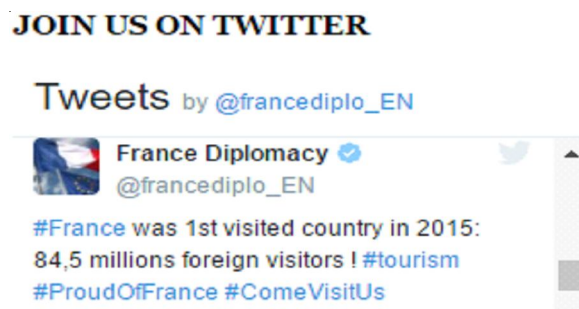 JOIN US ON TWITTER
Tweets by @francediplo_EN
France Diplomacy
@francediplo_EN
#France was 1st visited country in 2015:
84,5 millions foreign visitors ! #tourism
#ProudOfFrance #ComeVisitUs